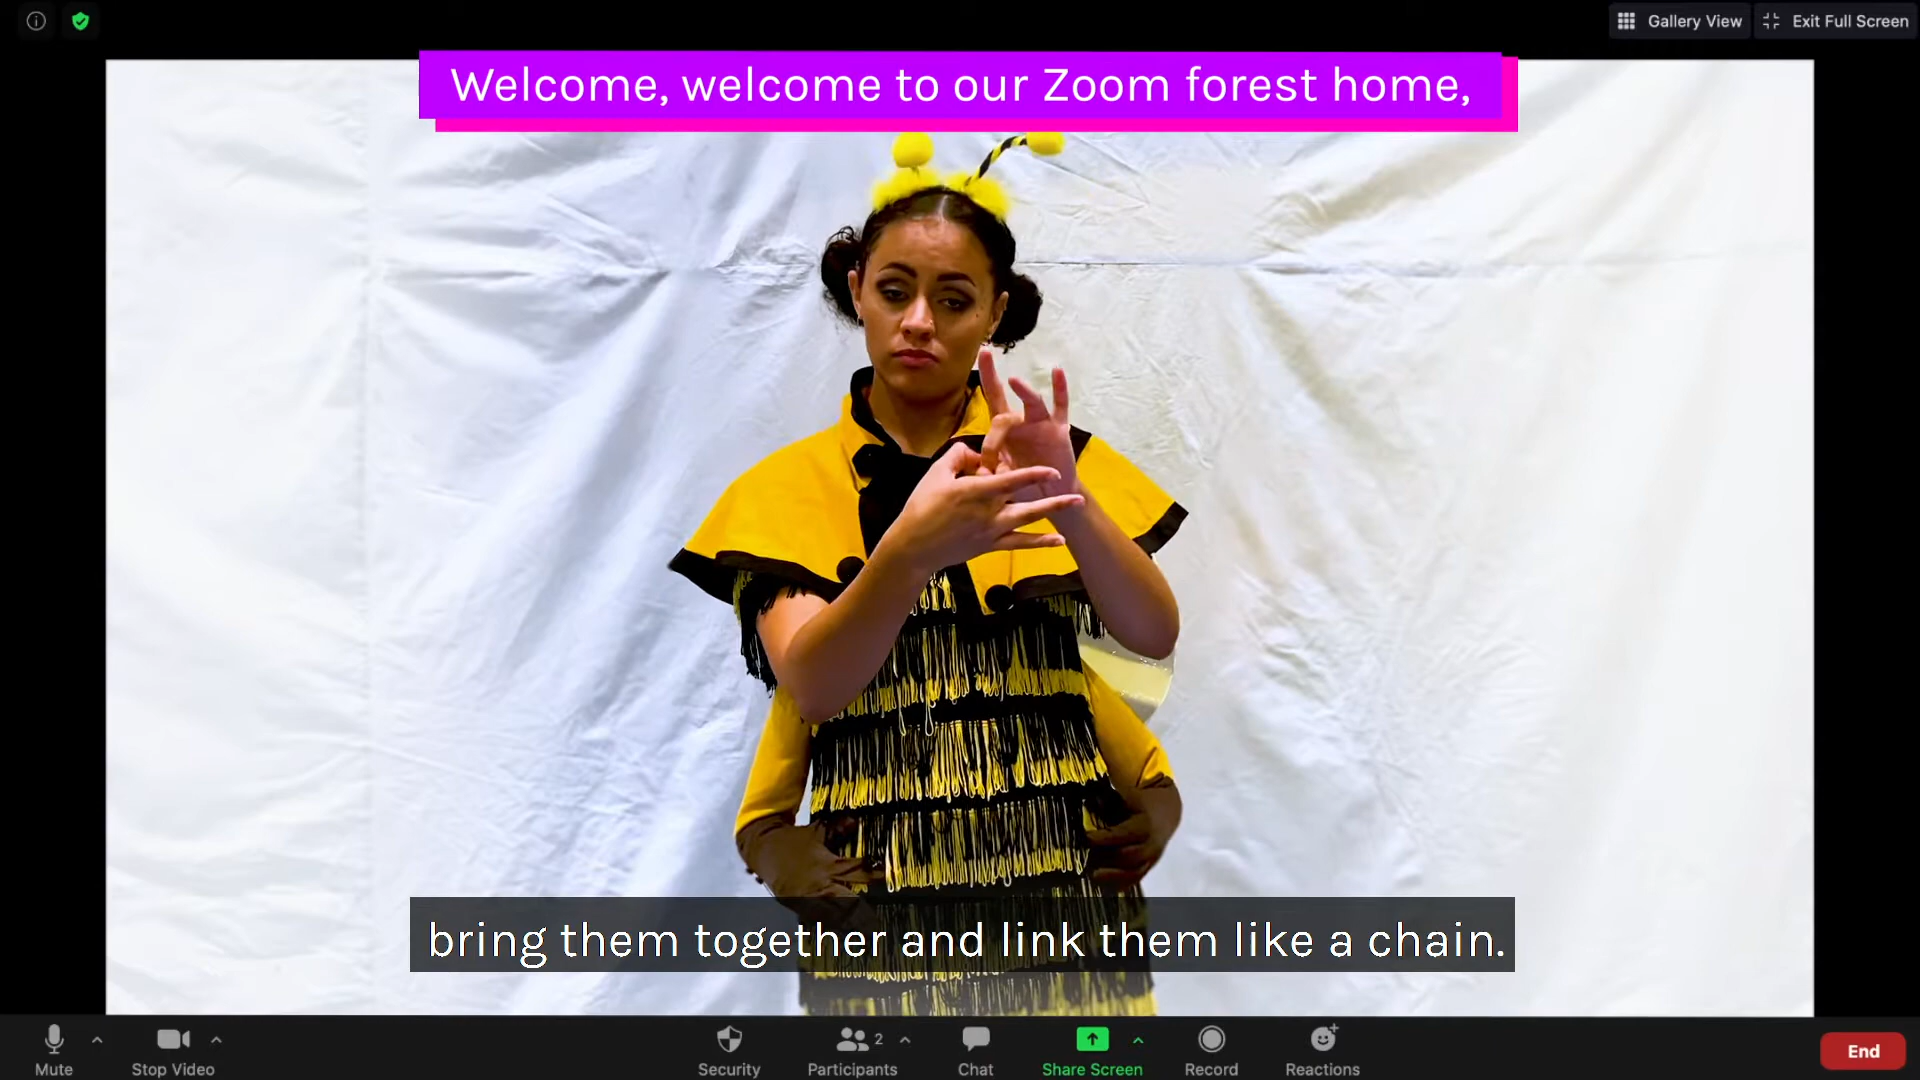 Gallery View
Exit Full Screen
Welcome, welcome to our Zoom forest home,
bring them together and link them like a chain.
Mute
Stop Video
Security
Participants
2
Chat
Share Screen
Record
Reactions
End